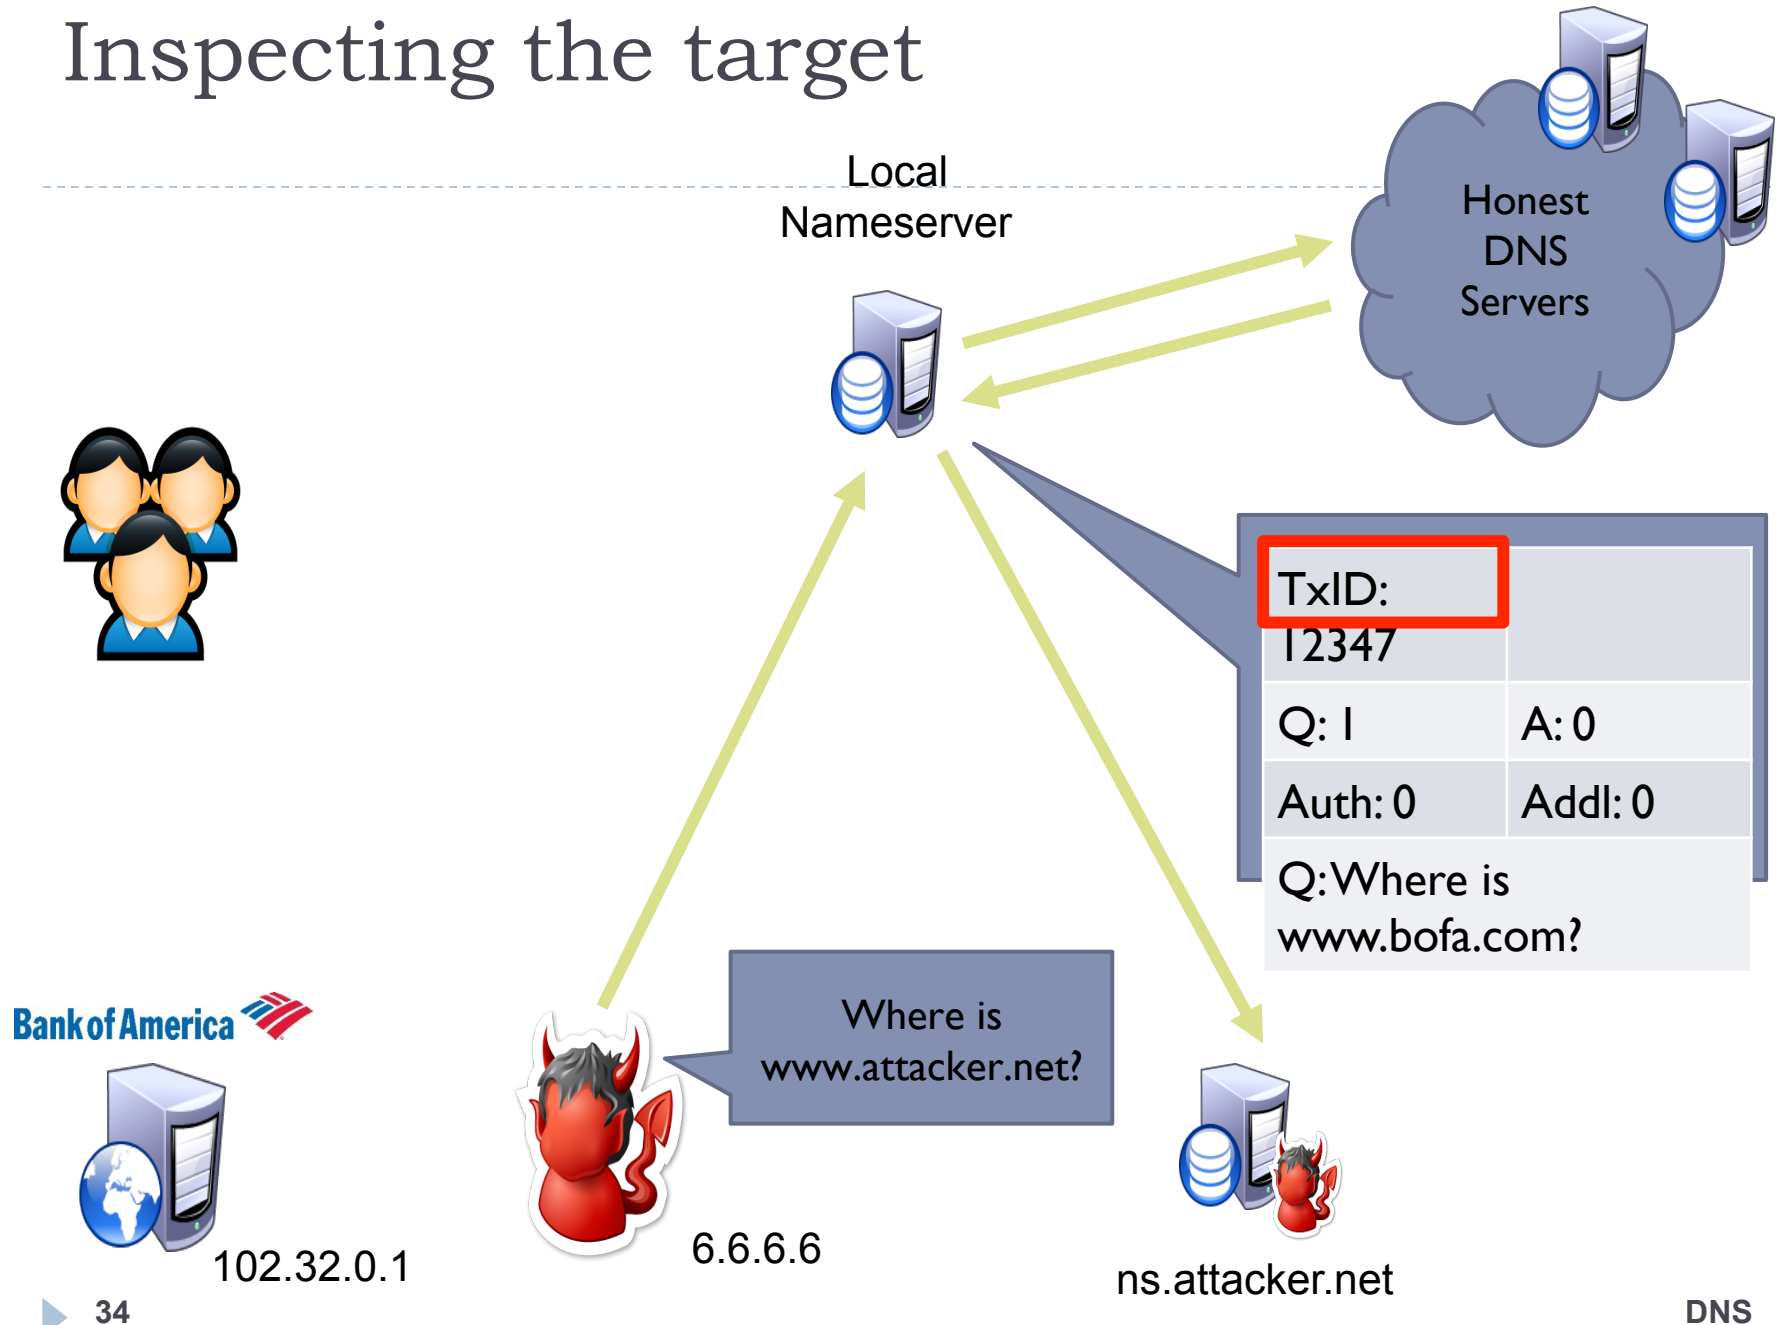 Inspecting the target
Local
Nameserver
Honest
DNS
Servers
TxID:
12347
Q: 1
A: 0
Auth: 0
Addl: 0
Q: Where is
www.bofa.com?
Where is
www.attacker.net?
Bank of America
102.32.0.1
6.6.6.6
ns.attacker.net
34
DNS